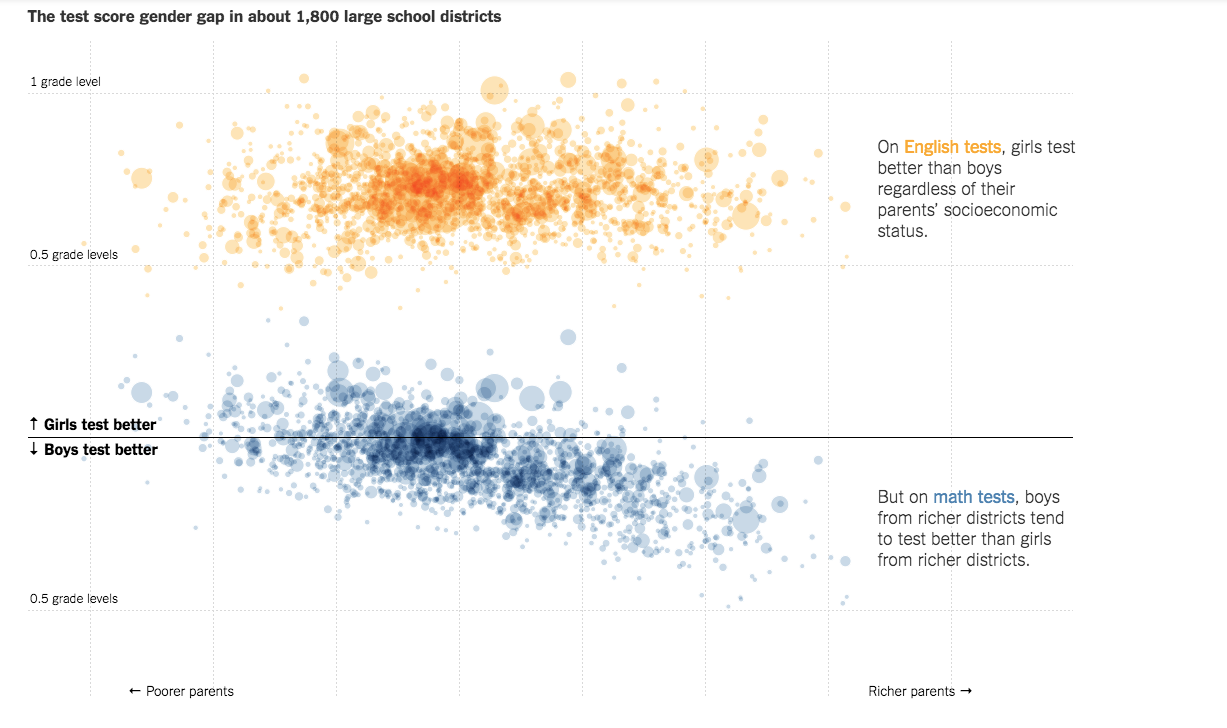 The test score gender gap in about 1,800 large school districts
1 grade level
On English tests, girls test
better than boys
regardless of their
parents’ socioeconomic
status.
0.5 grade levels
↑ Girls test better
↓ Boys test better
But on math tests, boys
from richer districts tend
to test better than girls
from richer districts.
0.5 grade levels
← Poorer parents
Richer parents →